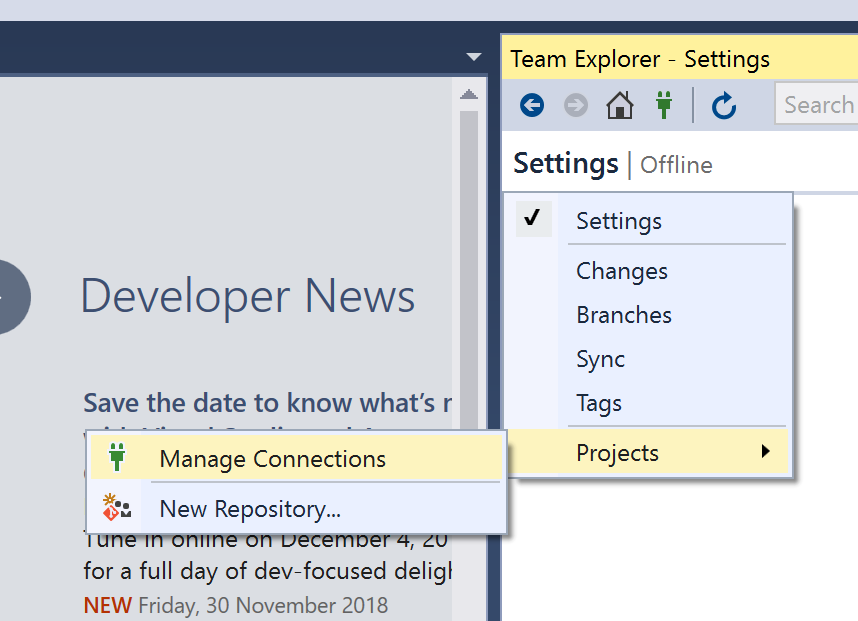 Team Explorer - Settings
Search
Settings | Offline
Settings
Changes
Branches
Sync
Tags
Projects
Manage Connections
New Repository...
Developer News
Save the date to know what's
Tune in online on December 4, 20
for a full day of dev-focused deligh
NEW Friday, 30 November 2018